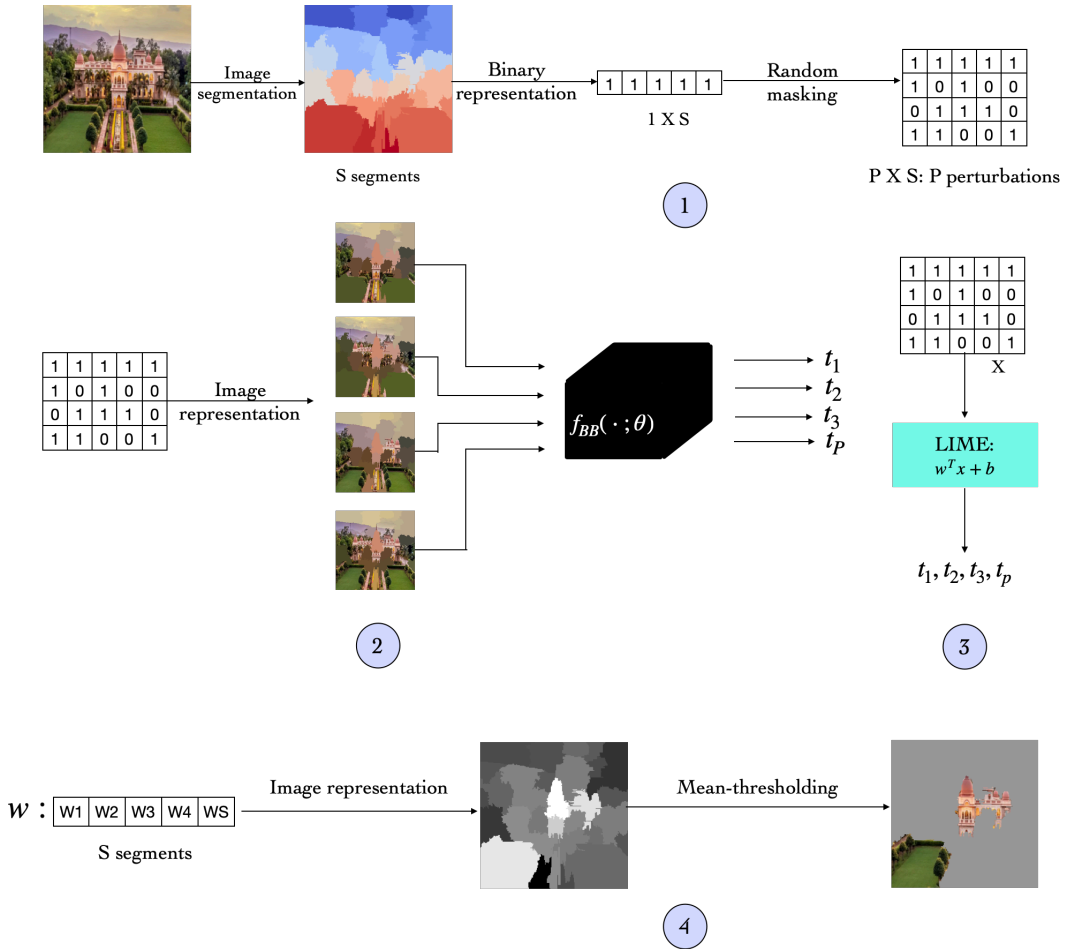 Image
segmentation
Binary
representation
1 1 1 1 1
Random
masking
1 1 1 1 1
1 0 1 0 0
0 1 1 1 0
1 1 0 0 1
1 X S
S segments
P X S: P perturbations
1
1 1 1 1 1
1 0 1 0 0
0 1 1 1 0
1 1 0 0 1
Image
representation
f_BB( · ; θ)
t_1
t_2
t_3
t_P
2
1 1 1 1 1
1 0 1 0 0
0 1 1 1 0
1 1 0 0 1
X
LIME:
w^T x + b
t_1, t_2, t_3, t_p
3
w : W1 W2 W3 W4 WS
S segments
Image representation
Mean-thresholding
4